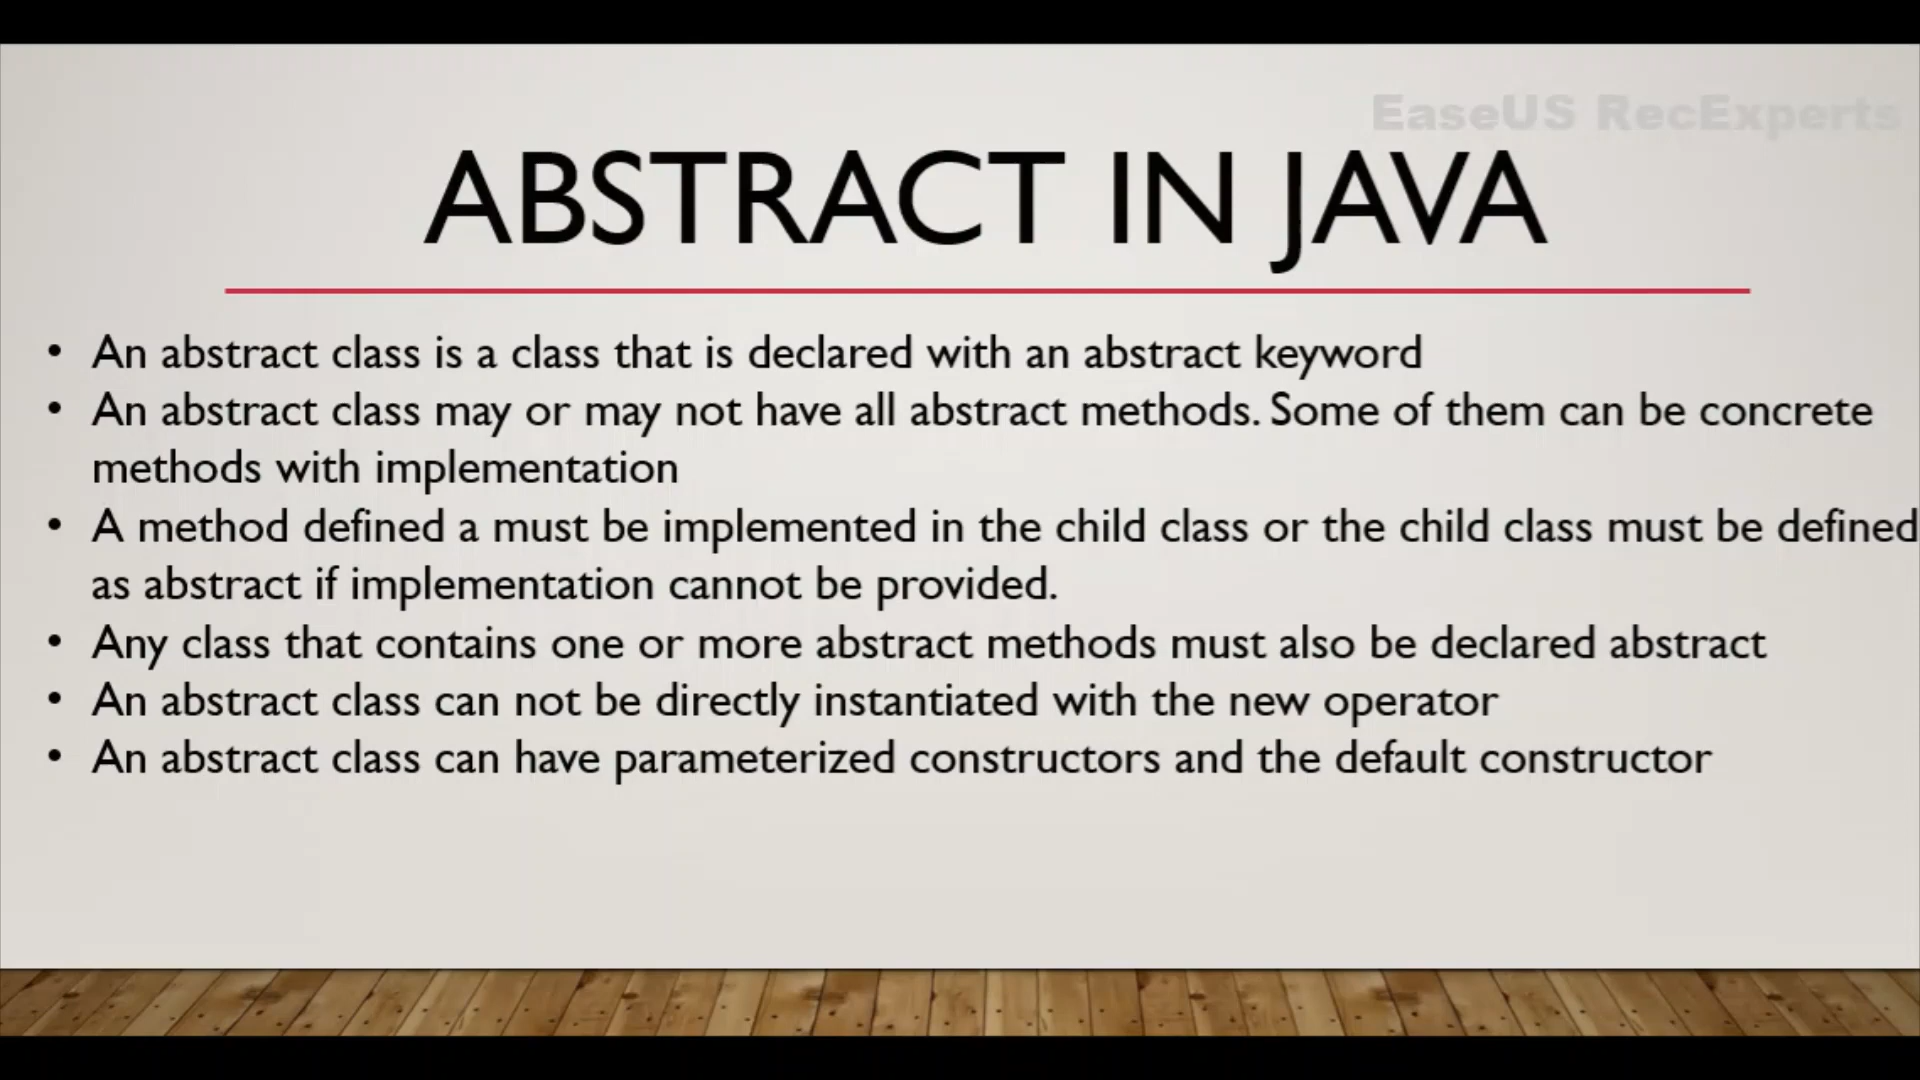 EaseUS RecExperts
ABSTRACT IN JAVA
• An abstract class is a class that is declared with an abstract keyword
• An abstract class may or may not have all abstract methods. Some of them can be concrete
methods with implementation
• A method defined a must be implemented in the child class or the child class must be defined
as abstract if implementation cannot be provided.
• Any class that contains one or more abstract methods must also be declared abstract
• An abstract class can not be directly instantiated with the new operator
• An abstract class can have parameterized constructors and the default constructor